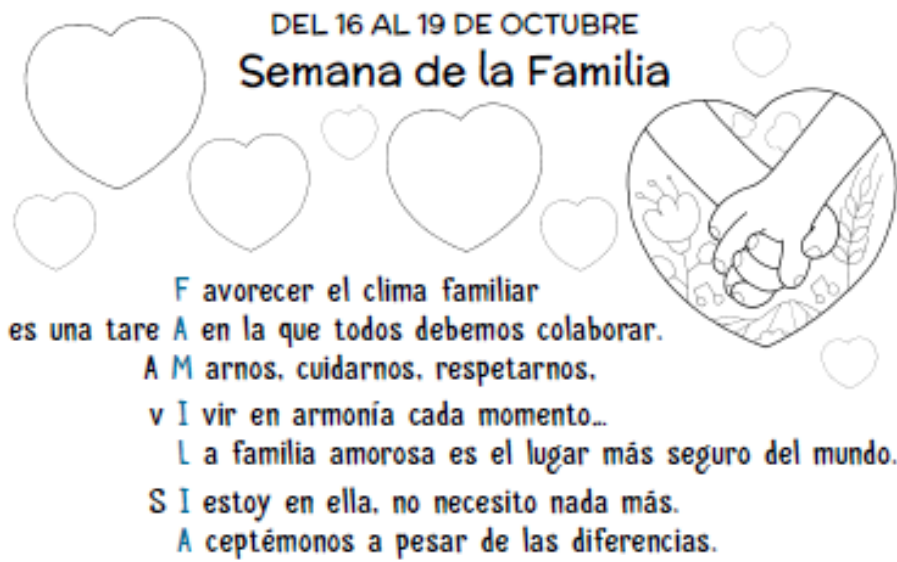 DEL 16 AL 19 DE OCTUBRE
Semana de la Familia
F avorecer el clima familiar
es una tare A en la que todos debemos colaborar.
A M arnos, cuidarnos, respetarnos,
v I vir en armonía cada momento...
L a familia amorosa es el lugar más seguro del mundo.
S I estoy en ella, no necesito nada más.
A ceptémonos a pesar de las diferencias.